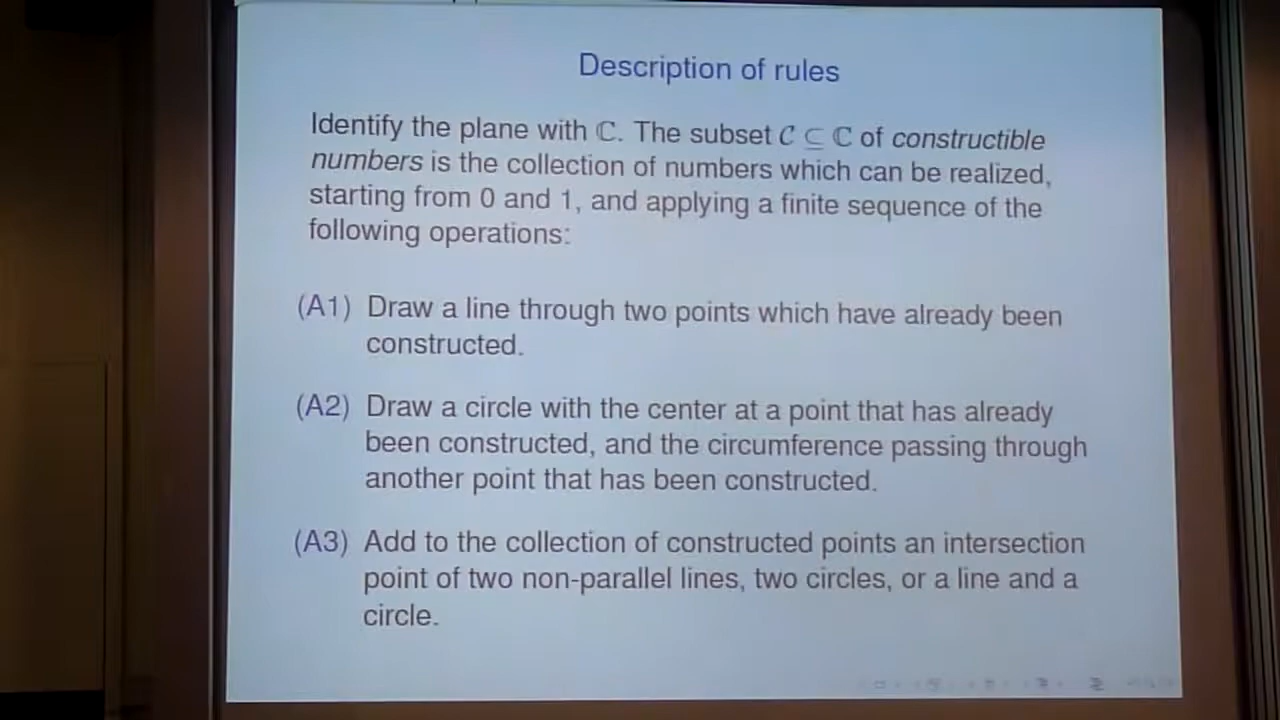 Description of rules
Identify the plane with ℂ. The subset 𝒞 ⊆ ℂ of constructible
numbers is the collection of numbers which can be realized,
starting from 0 and 1, and applying a finite sequence of the
following operations:
(A1) Draw a line through two points which have already been
constructed.
(A2) Draw a circle with the center at a point that has already
been constructed, and the circumference passing through
another point that has been constructed.
(A3) Add to the collection of constructed points an intersection
point of two non-parallel lines, two circles, or a line and a
circle.